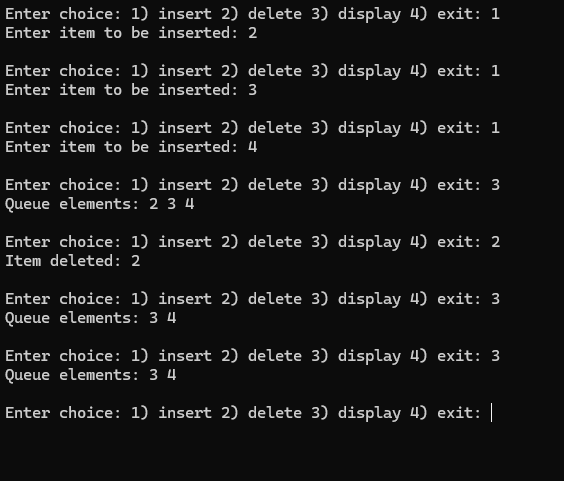 Enter choice: 1) insert 2) delete 3) display 4) exit: 1
Enter item to be inserted: 2
Enter choice: 1) insert 2) delete 3) display 4) exit: 1
Enter item to be inserted: 3
Enter choice: 1) insert 2) delete 3) display 4) exit: 1
Enter item to be inserted: 4
Enter choice: 1) insert 2) delete 3) display 4) exit: 3
Queue elements: 2 3 4
Enter choice: 1) insert 2) delete 3) display 4) exit: 2
Item deleted: 2
Enter choice: 1) insert 2) delete 3) display 4) exit: 3
Queue elements: 3 4
Enter choice: 1) insert 2) delete 3) display 4) exit: 3
Queue elements: 3 4
Enter choice: 1) insert 2) delete 3) display 4) exit: